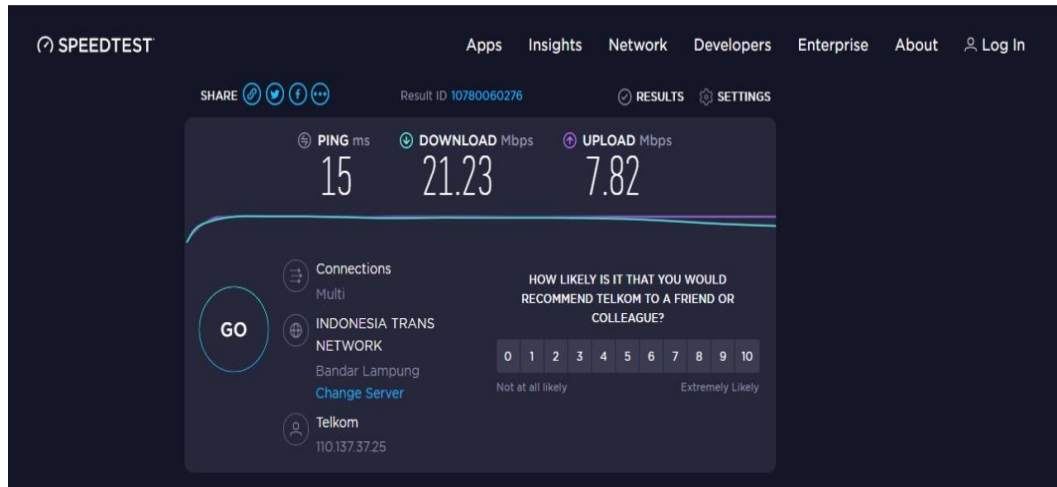 SPEEDTEST
Apps Insights Network Developers Enterprise About Log In
SHARE Result ID 10780060276 RESULTS SETTINGS
PING ms DOWNLOAD Mbps UPLOAD Mbps
15 21.23 7.82
GO
Connections
Multi
INDONESIA TRANS
NETWORK
Bandar Lampung
Change Server
Telkom
110.137.37.25
HOW LIKELY IS IT THAT YOU WOULD
RECOMMEND TELKOM TO A FRIEND OR
COLLEAGUE?
0 1 2 3 4 5 6 7 8 9 10
Not at all likely Extremely Likely